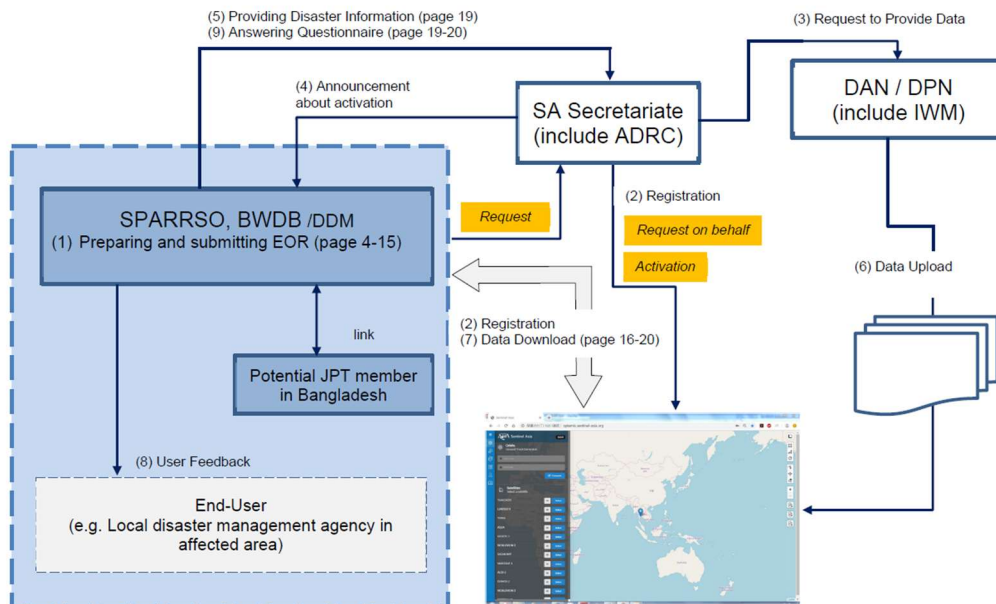 (5) Providing Disaster Information (page 19)
(9) Answering Questionnaire (page 19-20)
(3) Request to Provide Data
(4) Announcement
about activation
SA Secretariate
(include ADRC)
DAN / DPN
(include IWM)
SPARRSO, BWDB /DDM
(1) Preparing and submitting EOR (page 4-15)
Request
(2) Registration
Request on behalf
Activation
(6) Data Upload
link
(2) Registration
(7) Data Download (page 16-20)
Potential JPT member
in Bangladesh
(8) User Feedback
End-User
(e.g. Local disaster management agency in
affected area)